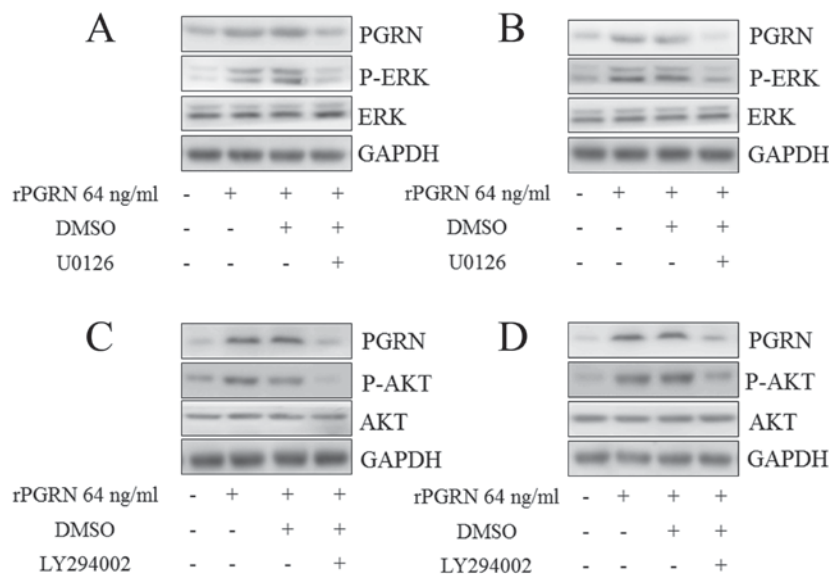 A
PGRN
P-ERK
ERK
GAPDH
rPGRN 64 ng/ml - + + +
DMSO - - + +
U0126 - - - +
B
PGRN
P-ERK
ERK
GAPDH
rPGRN 64 ng/ml - + + +
DMSO - - + +
U0126 - - - +
C
PGRN
P-AKT
AKT
GAPDH
rPGRN 64 ng/ml - + + +
DMSO - - + +
LY294002 - - - +
D
PGRN
P-AKT
AKT
GAPDH
rPGRN 64 ng/ml - + + +
DMSO - - + +
LY294002 - - - +